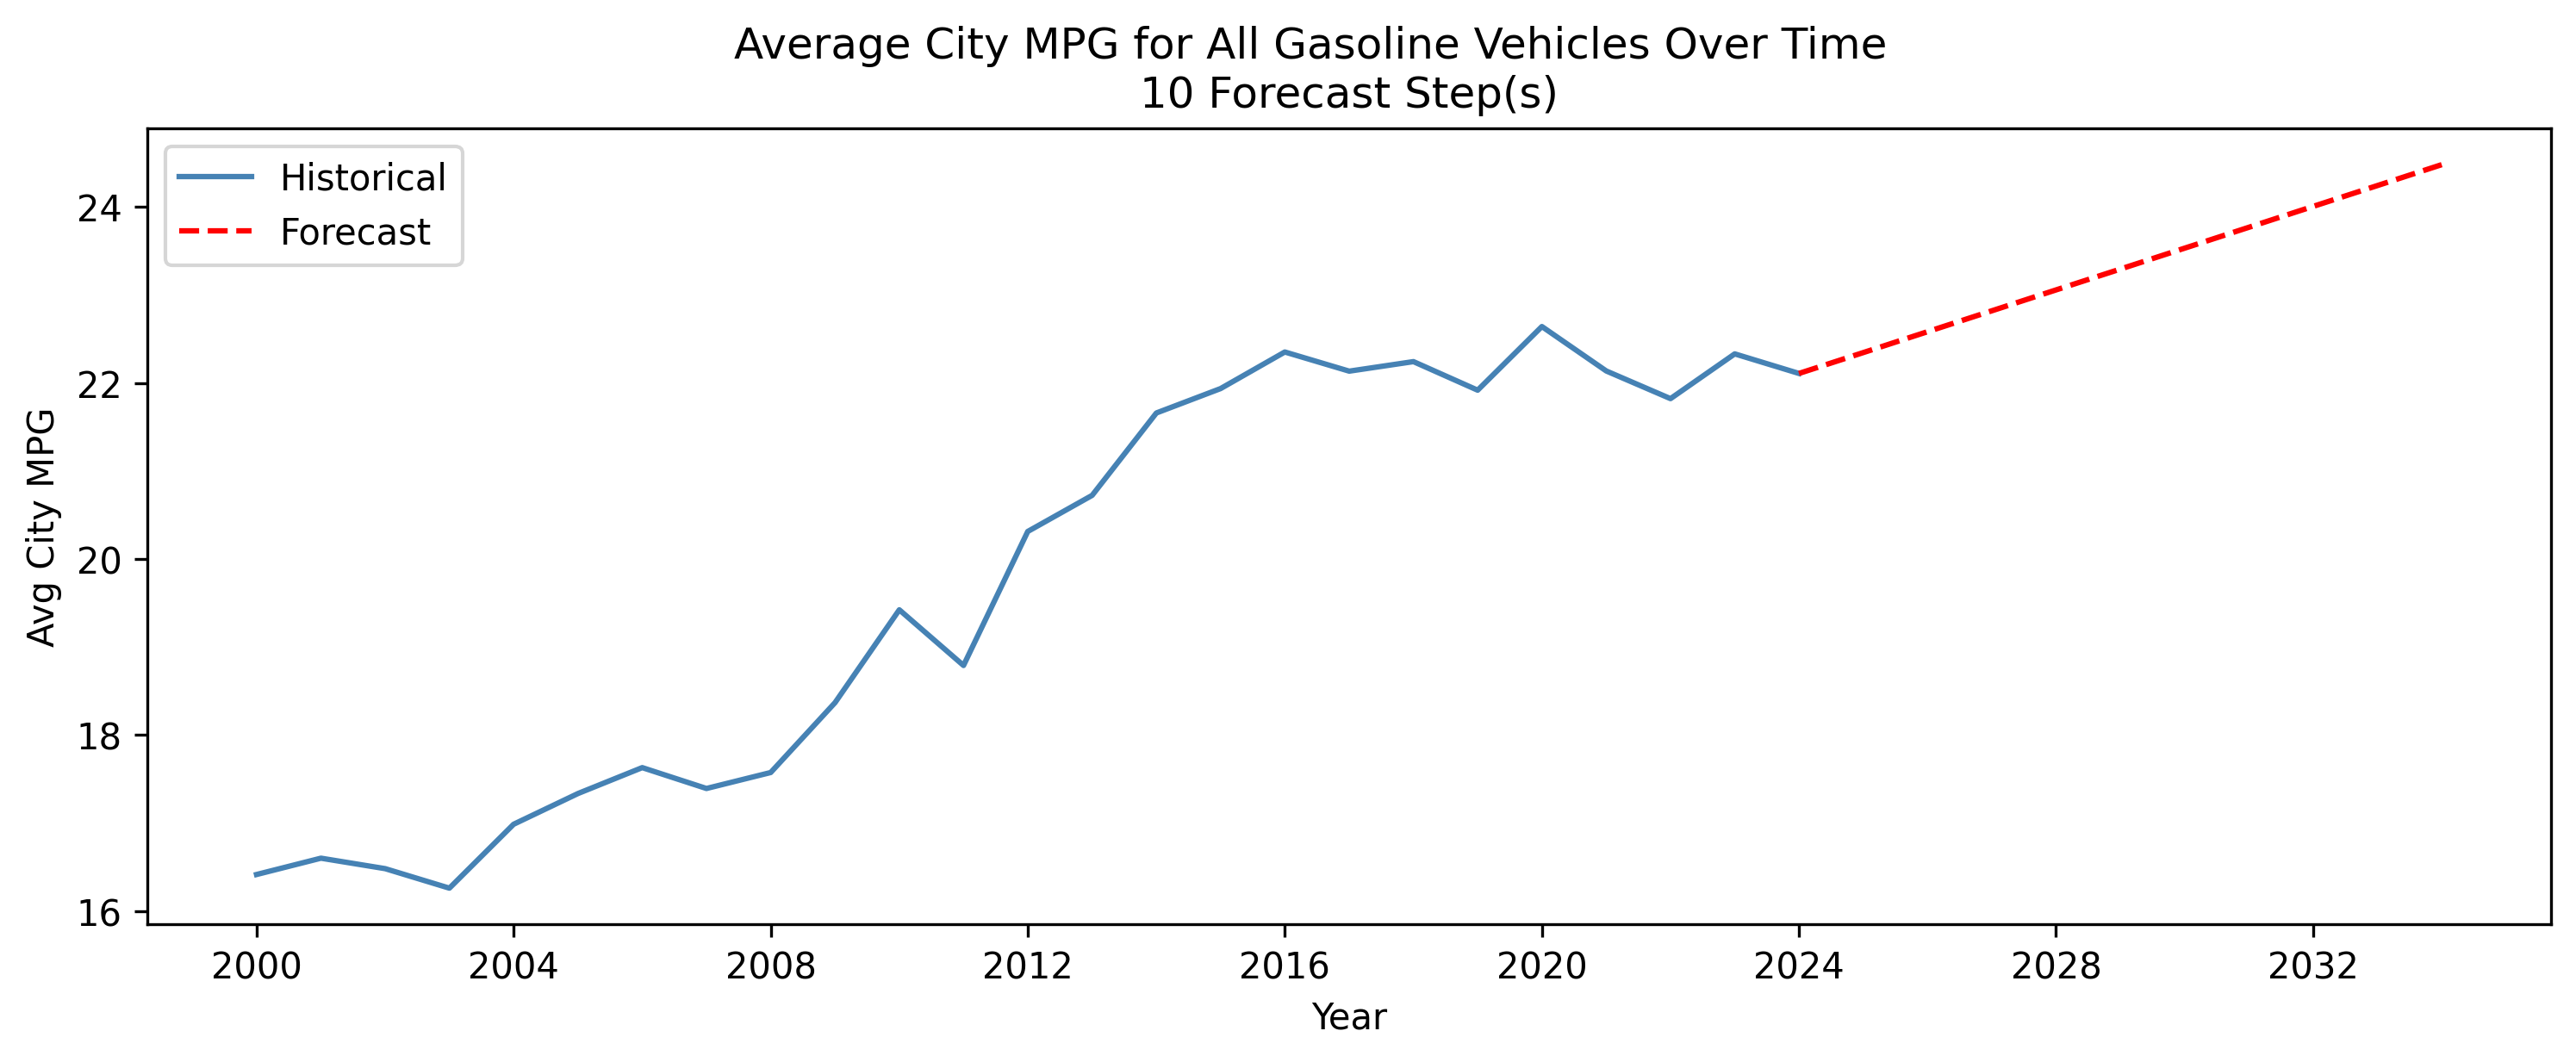 Average City MPG for All Gasoline Vehicles Over Time
10 Forecast Step(s)
Historical
Forecast
Avg City MPG
24
22
20
18
16
2000 2004 2008 2012 2016 2020 2024 2028 2032
Year